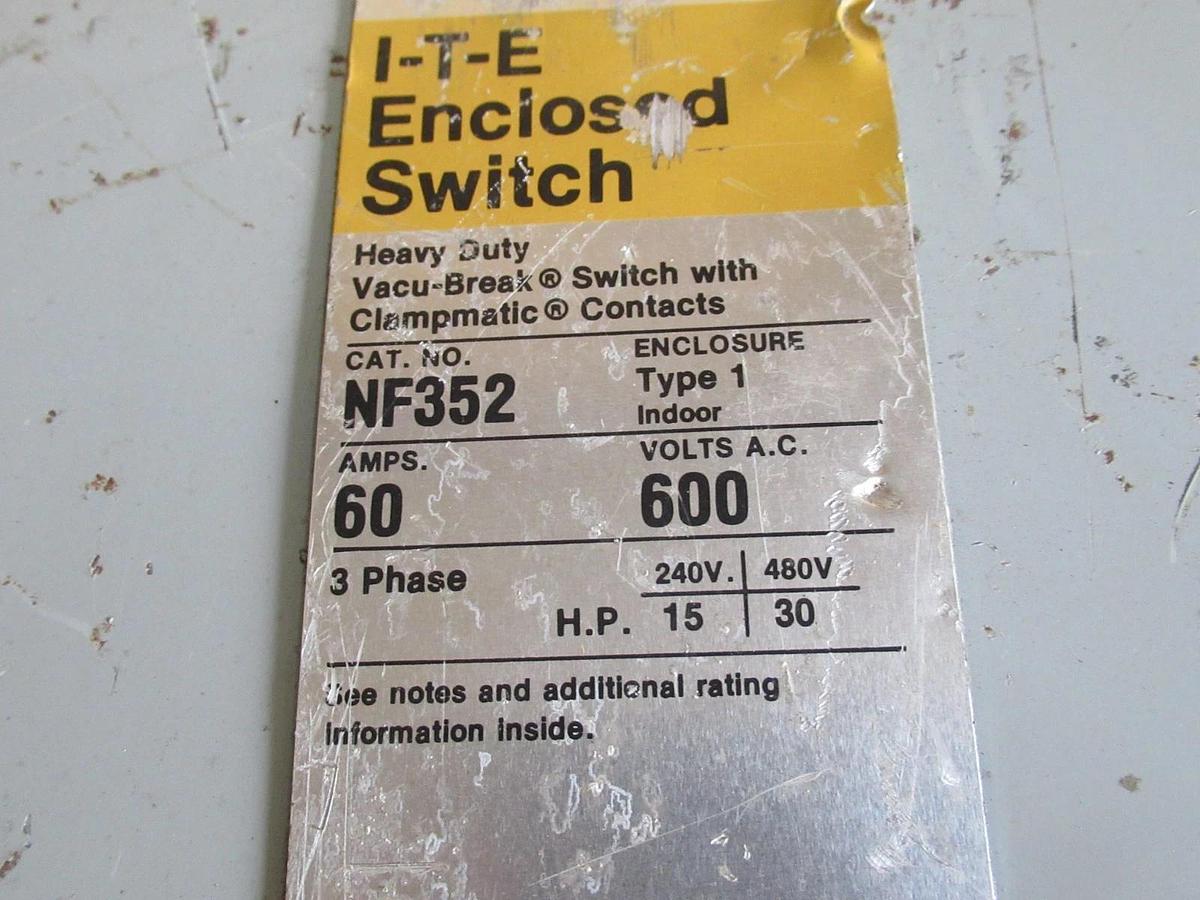 I-T-E
Enclosed
Switch
Heavy Duty
Vacu-Break® Switch with
Clampmatic® Contacts
CAT. NO. ENCLOSURE
NF352 Type 1
Indoor
AMPS. VOLTS A.C.
60 600
3 Phase 240V. 480V
H.P. 15 30
See notes and additional rating
Information inside.